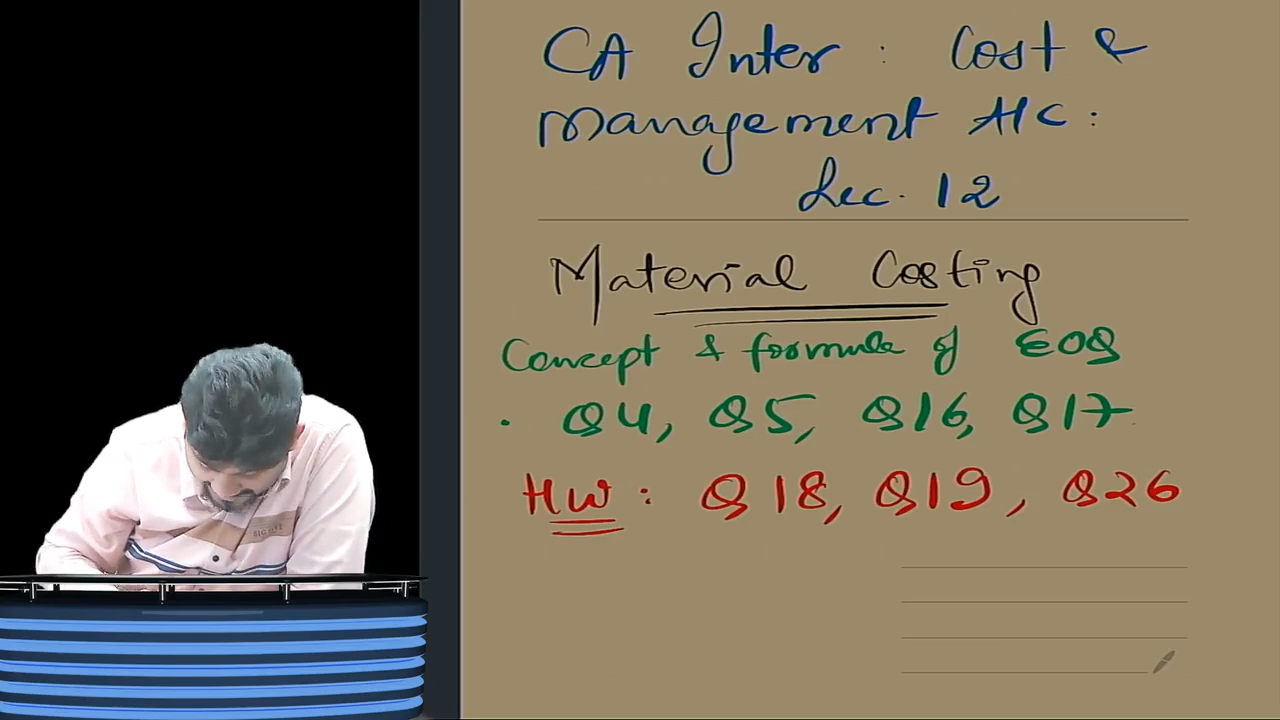 CA Inter : Cost &
Management A/c :
Lec. 12
Material Costing
Concept & formula of EOQ
. Q4, Q5, Q16, Q17
HW : Q18, Q19, Q26